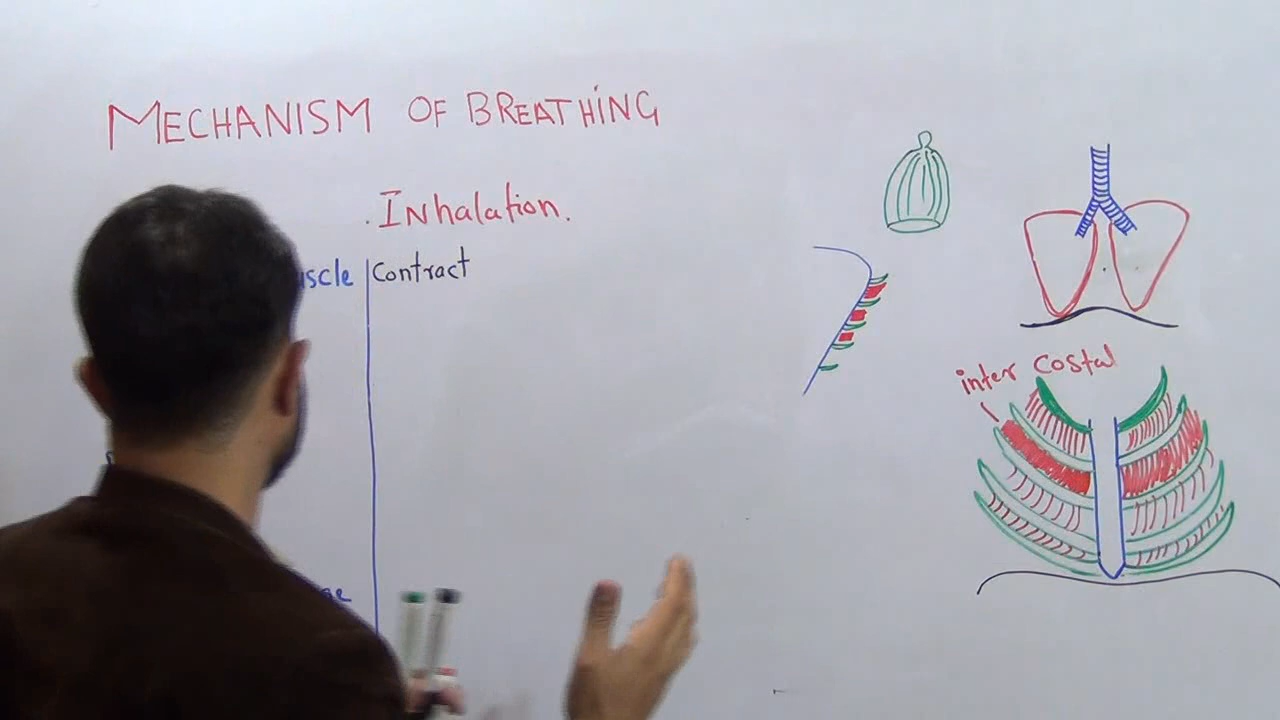 MECHANISM OF BREATHING
Inhalation.
Contract
inter costal